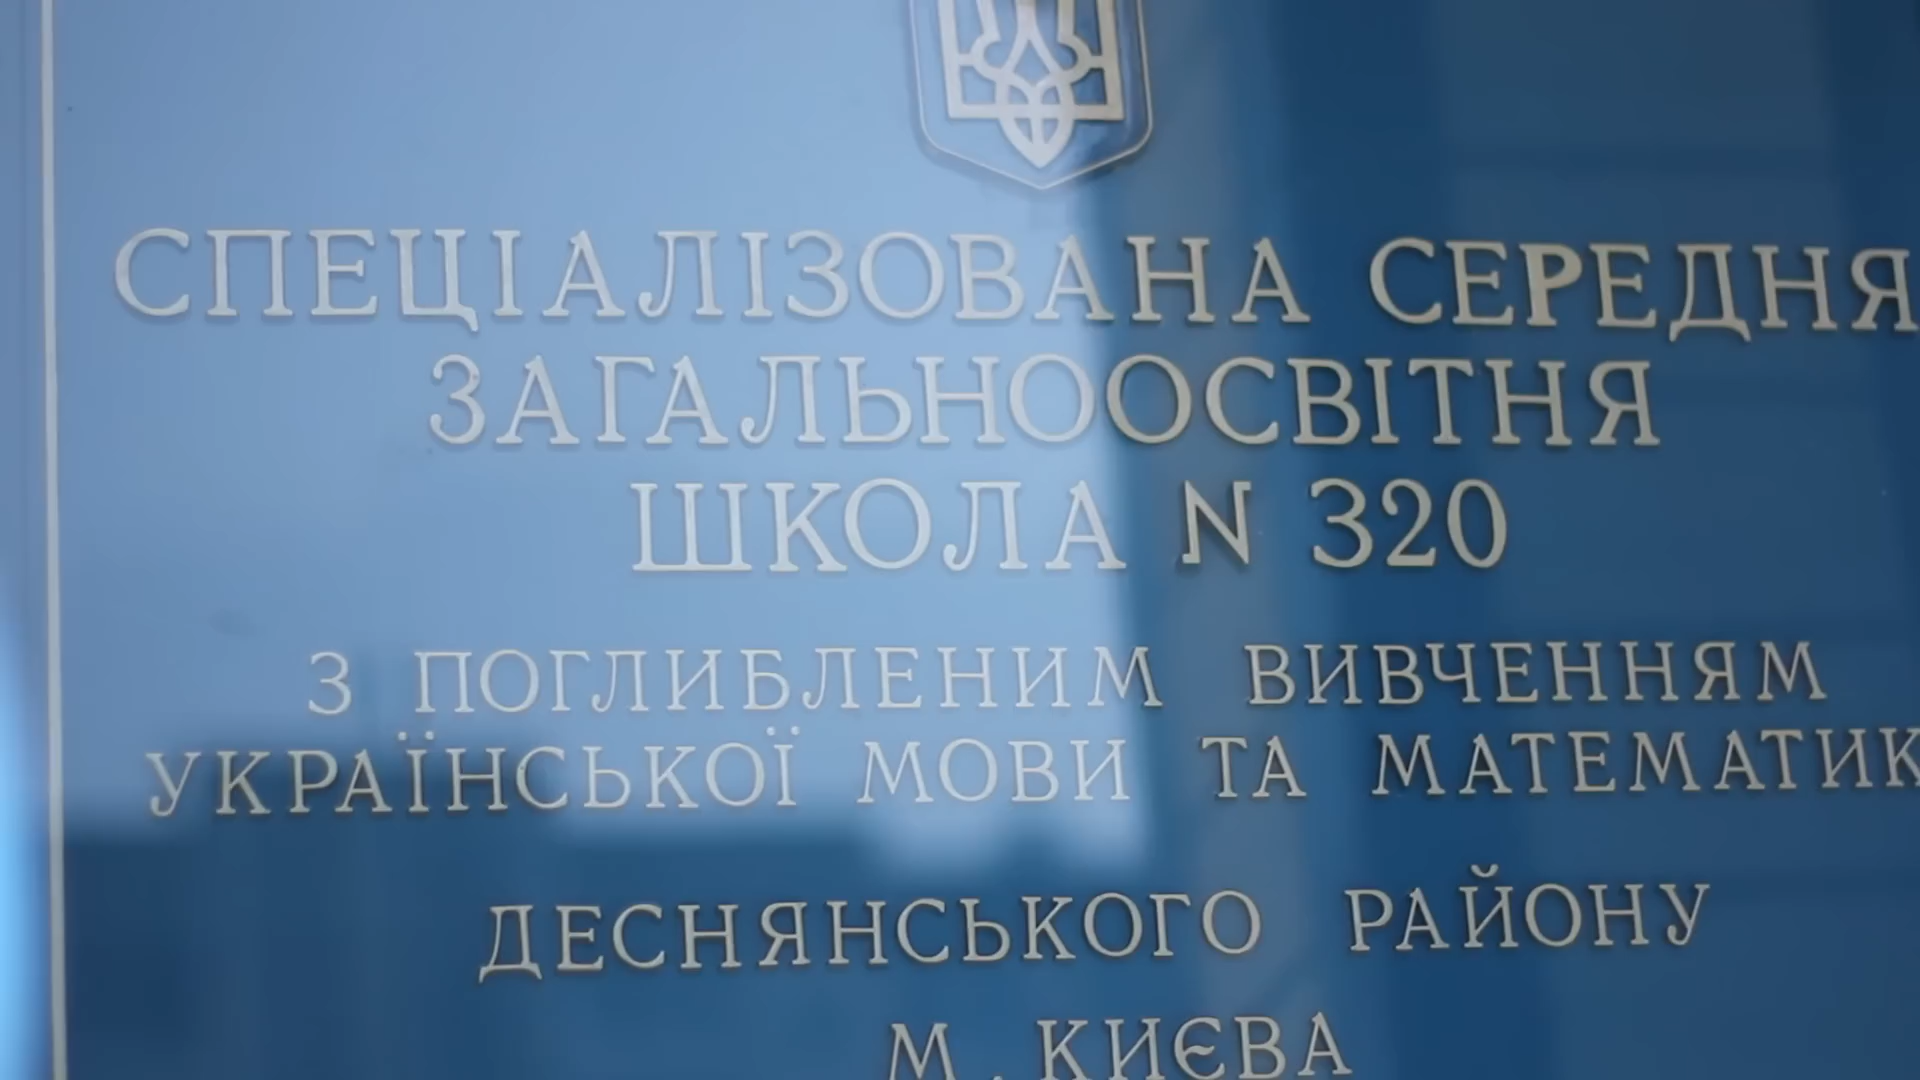 СПЕЦІАЛІЗОВАНА СЕРЕДНЯ
ЗАГАЛЬНООСВІТНЯ
ШКОЛА N 320
З ПОГЛИБЛЕНИМ ВИВЧЕННЯМ
УКРАЇНСЬКОЇ МОВИ ТА МАТЕМАТИК
ДЕСНЯНСЬКОГО РАЙОНУ
М. КИЄВА